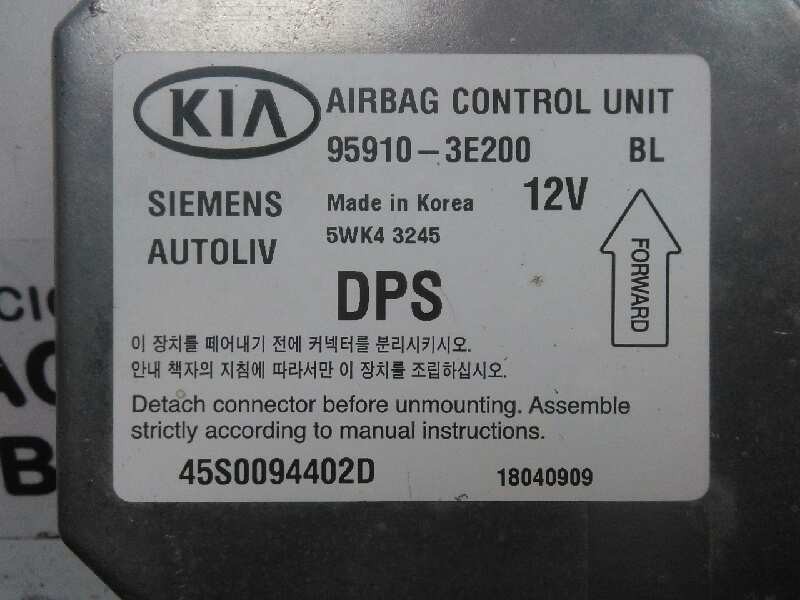 KIA
AIRBAG CONTROL UNIT
95910-3E200 BL
SIEMENS
AUTOLIV
Made in Korea 12V
5WK4 3245
DPS
FORWARD
이 장치를 떼어내기 전에 커넥터를 분리시키시오.
안내 책자의 지침에 따라서만 이 장치를 조립하십시오.
Detach connector before unmounting. Assemble
strictly according to manual instructions.
45S0094402D 18040909
CIO